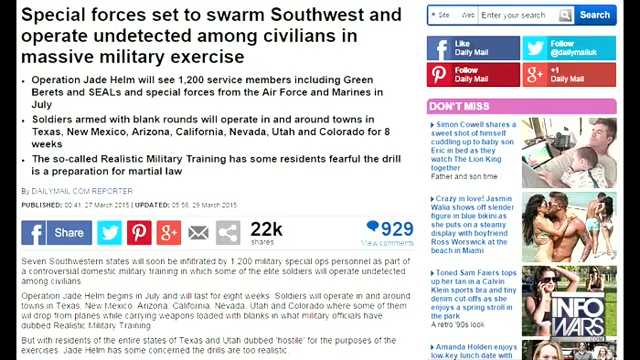 Special forces set to swarm Southwest and
operate undetected among civilians in
massive military exercise
Operation Jade Helm will see 1,200 service members including Green
Berets and SEALs and special forces from the Air Force and Marines in
July
Soldiers armed with blank rounds will operate in and around towns in
Texas, New Mexico, Arizona, California, Nevada, Utah and Colorado for 8
weeks
The so-called Realistic Military Training has some residents fearful the drill
is a preparation for martial law
By DAILYMAIL.COM REPORTER
PUBLISHED: 00:41, 27 March 2015 | UPDATED: 05:56, 29 March 2015
Share
22k
shares
929
View comments
Seven Southwestern states will soon be infiltrated by 1,200 military special ops personnel as part of
a controversial domestic military training in which some of the elite soldiers will operate undetected
among civilians
Operation Jade Helm begins in July and will last for eight weeks. Soldiers will operate in and around
towns in Texas, New Mexico, Arizona, California, Nevada, Utah and Colorado where some of them
will drop from planes while carrying weapons loaded with blanks in what military officials have
dubbed Realistic Military Training.
But with residents of the entire states of Texas and Utah dubbed 'hostile' for the purposes of the
exercises, Jade Helm has some concerned the drills are too realistic.
Site Web Enter your search Search
Like
Daily Mail
Follow
@dailymailuk
Follow
Daily Mail
+1
Daily Mail
DON'T MISS
Simon Cowell shares a
sweet shot of himself
cuddling up to baby son
Eric in bed as they
watch The Lion King
together
Father and son time
Crazy in love! Jasmin
Walia shows off slender
figure in blue bikini as
she puts on a steamy
display with boyfriend
Ross Worswick at the
beach in Miami
Toned Sam Faiers tops
up her tan in a Calvin
Klein sports bra and tiny
denim cut offs as she
enjoys a spring stroll in
the park
A retro '90s look
Amanda Holden enjoys
low-key lunch date with
INFO
WARS